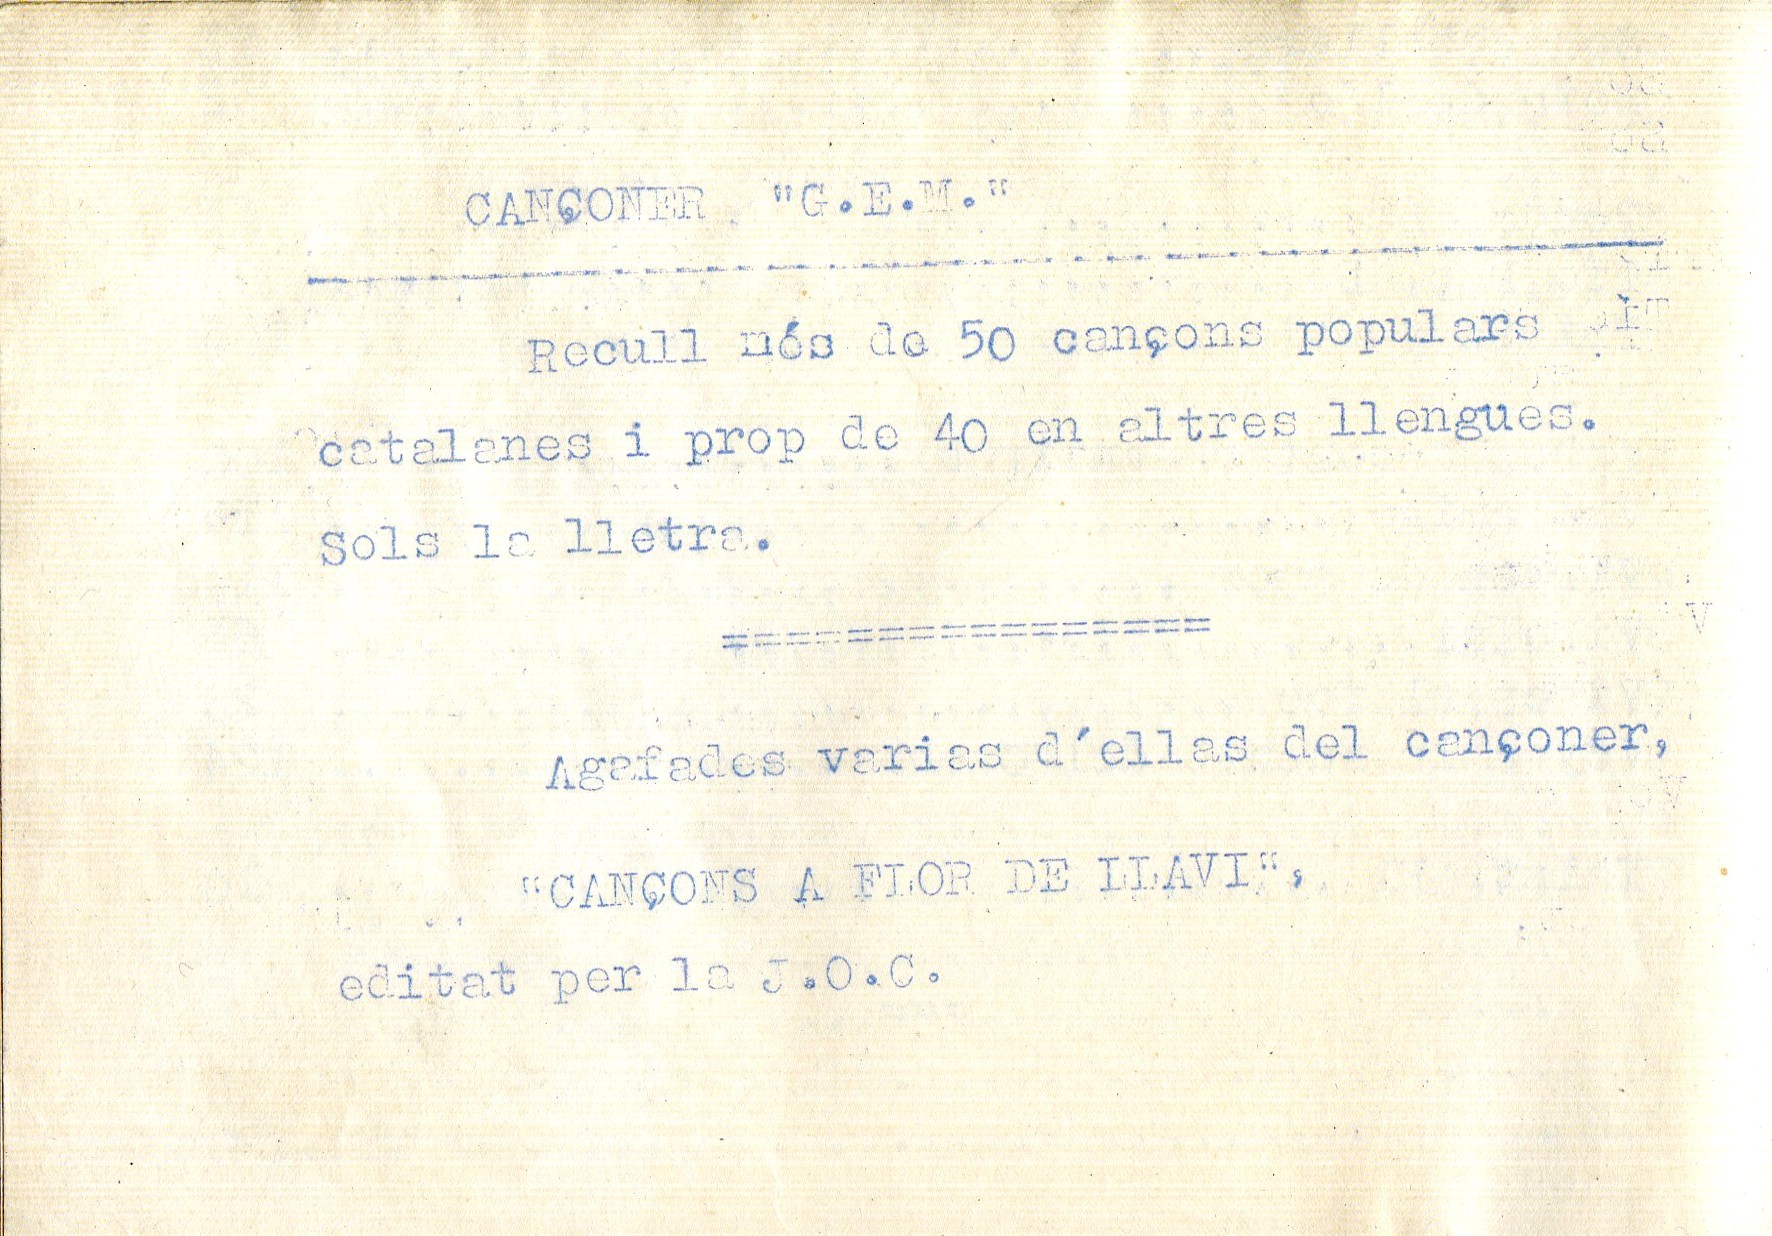 CANÇONER "G.E.M."
Recull més de 50 cançons populars
catalanes i prop de 40 en altres llengues.
Sols la lletra.
================
Agafades varias d'ellas del cançoner,
"CANÇONS A FLOR DE LLAVI",
editat per la J.O.C.